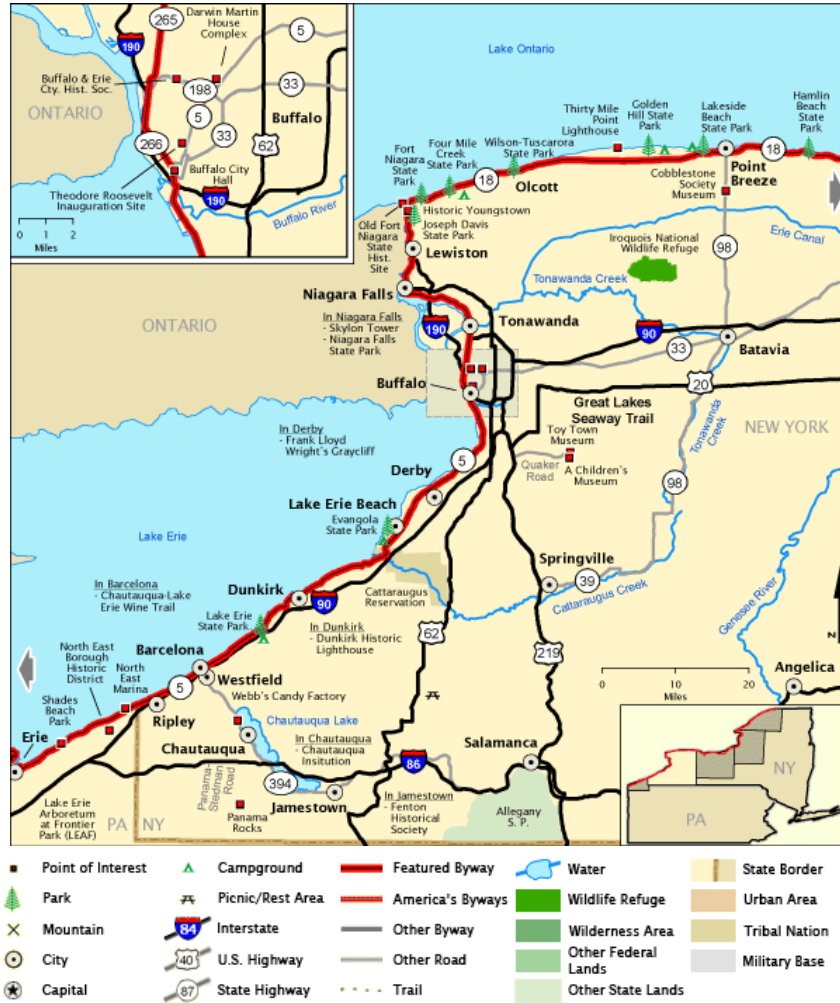 265
Darwin Martin
House
Complex
5
190
Buffalo & Erie
Cty. Hist. Soc.
198
33
ONTARIO
5
33
Buffalo
266
62
Buffalo City
Hall
Theodore Roosevelt
Inauguration Site
190
Buffalo River
0 1 2
Miles
Lake Ontario
Thirty Mile
Point
Lighthouse
Golden
Hill State
Park
Lakeside
Beach
State Park
Hamlin
Beach
State
Park
Fort
Niagara
State
Park
Four Mile
Creek
State Park
Wilson-Tuscarora
State Park
18
Olcott
18
Point
Breeze
Cobblestone
Society
Museum
Old Fort
Niagara
State
Hist.
Site
Historic Youngstown
Joseph Davis
State Park
Lewiston
Iroquois National
Wildlife Refuge
98
Erie Canal
Tonawanda Creek
Niagara Falls
ONTARIO
In Niagara Falls
- Skylon Tower
- Niagara Falls
State Park
190
Tonawanda
90
33
Batavia
Buffalo
20
Great Lakes
Seaway Trail
Tonawanda
Creek
NEW YORK
In Derby
- Frank Lloyd
Wright's Graycliff
Toy Town
Museum
5
Derby
Quaker
Road
A Children's
Museum
98
Lake Erie Beach
Evangola
State Park
Lake Erie
Springville
39
In Barcelona
- Chautauqua-Lake
Erie Wine Trail
Dunkirk
90
Cattaraugus
Reservation
Cattaraugus Creek
Genesee River
Lake Erie
State Park
In Dunkirk
- Dunkirk Historic
Lighthouse
62
219
N
North East
Borough
Historic
District
Barcelona
North
East
Marina
5
Westfield
Webb's Candy Factory
0 10 20
Miles
Angelica
Shades
Beach
Park
Ripley
Chautauqua Lake
Erie
Chautauqua
In Chautauqua
- Chautauqua
Insitution
86
Salamanca
NY
Panama-
Stedman
Road
394
Jamestown
Lake Erie
Arboretum
at Frontier
Park (LEAF)
PA
NY
Panama
Rocks
In Jamestown
- Fenton
Historical
Society
Allegany
S. P.
PA
Point of Interest
Campground
Featured Byway
Water
State Border
Park
Picnic/Rest Area
America's Byways
Wildlife Refuge
Urban Area
Mountain
84
Interstate
Other Byway
Wilderness Area
Tribal Nation
City
40
U.S. Highway
Other Road
Other Federal
Lands
Military Base
Capital
87
State Highway
Trail
Other State Lands